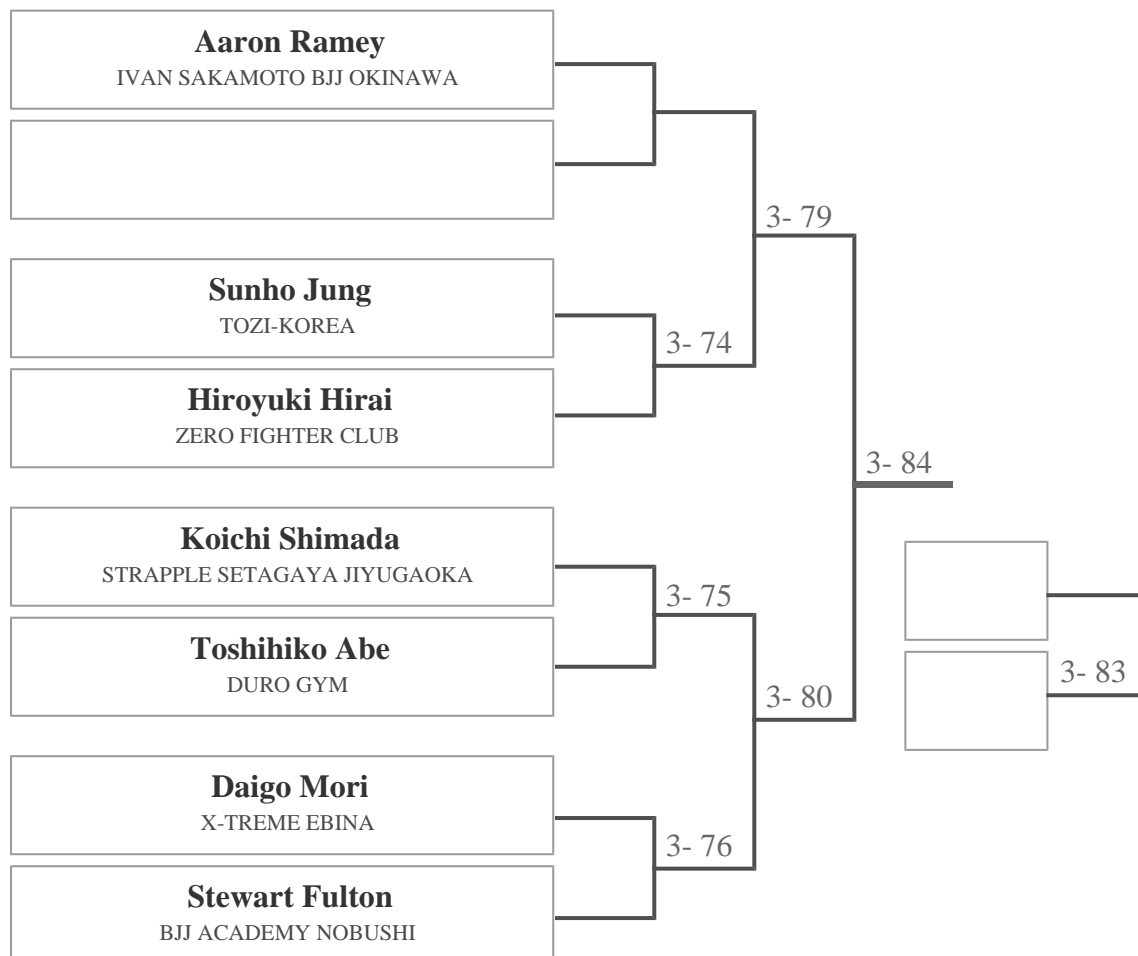 Aaron Ramey
IVAN SAKAMOTO BJJ OKINAWA
3- 79
Sunho Jung
TOZI-KOREA
3- 74
Hiroyuki Hirai
ZERO FIGHTER CLUB
3- 84
Koichi Shimada
STRAPPLE SETAGAYA JIYUGAOKA
3- 75
Toshihiko Abe
DURO GYM
3- 83
3- 80
Daigo Mori
X-TREME EBINA
3- 76
Stewart Fulton
BJJ ACADEMY NOBUSHI